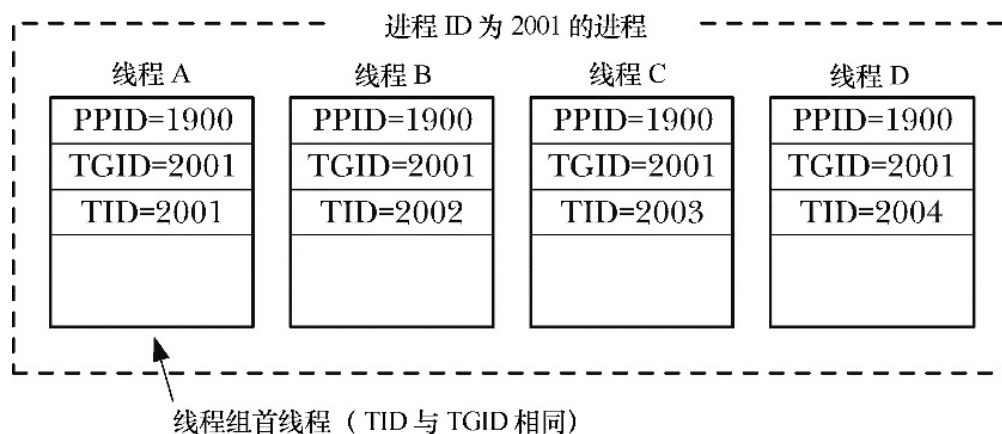 进程 ID 为 2001 的进程
线程 A 线程 B 线程 C 线程 D
PPID=1900 PPID=1900 PPID=1900 PPID=1900
TGID=2001 TGID=2001 TGID=2001 TGID=2001
TID=2001 TID=2002 TID=2003 TID=2004
线程组首线程（ TID 与 TGID 相同）